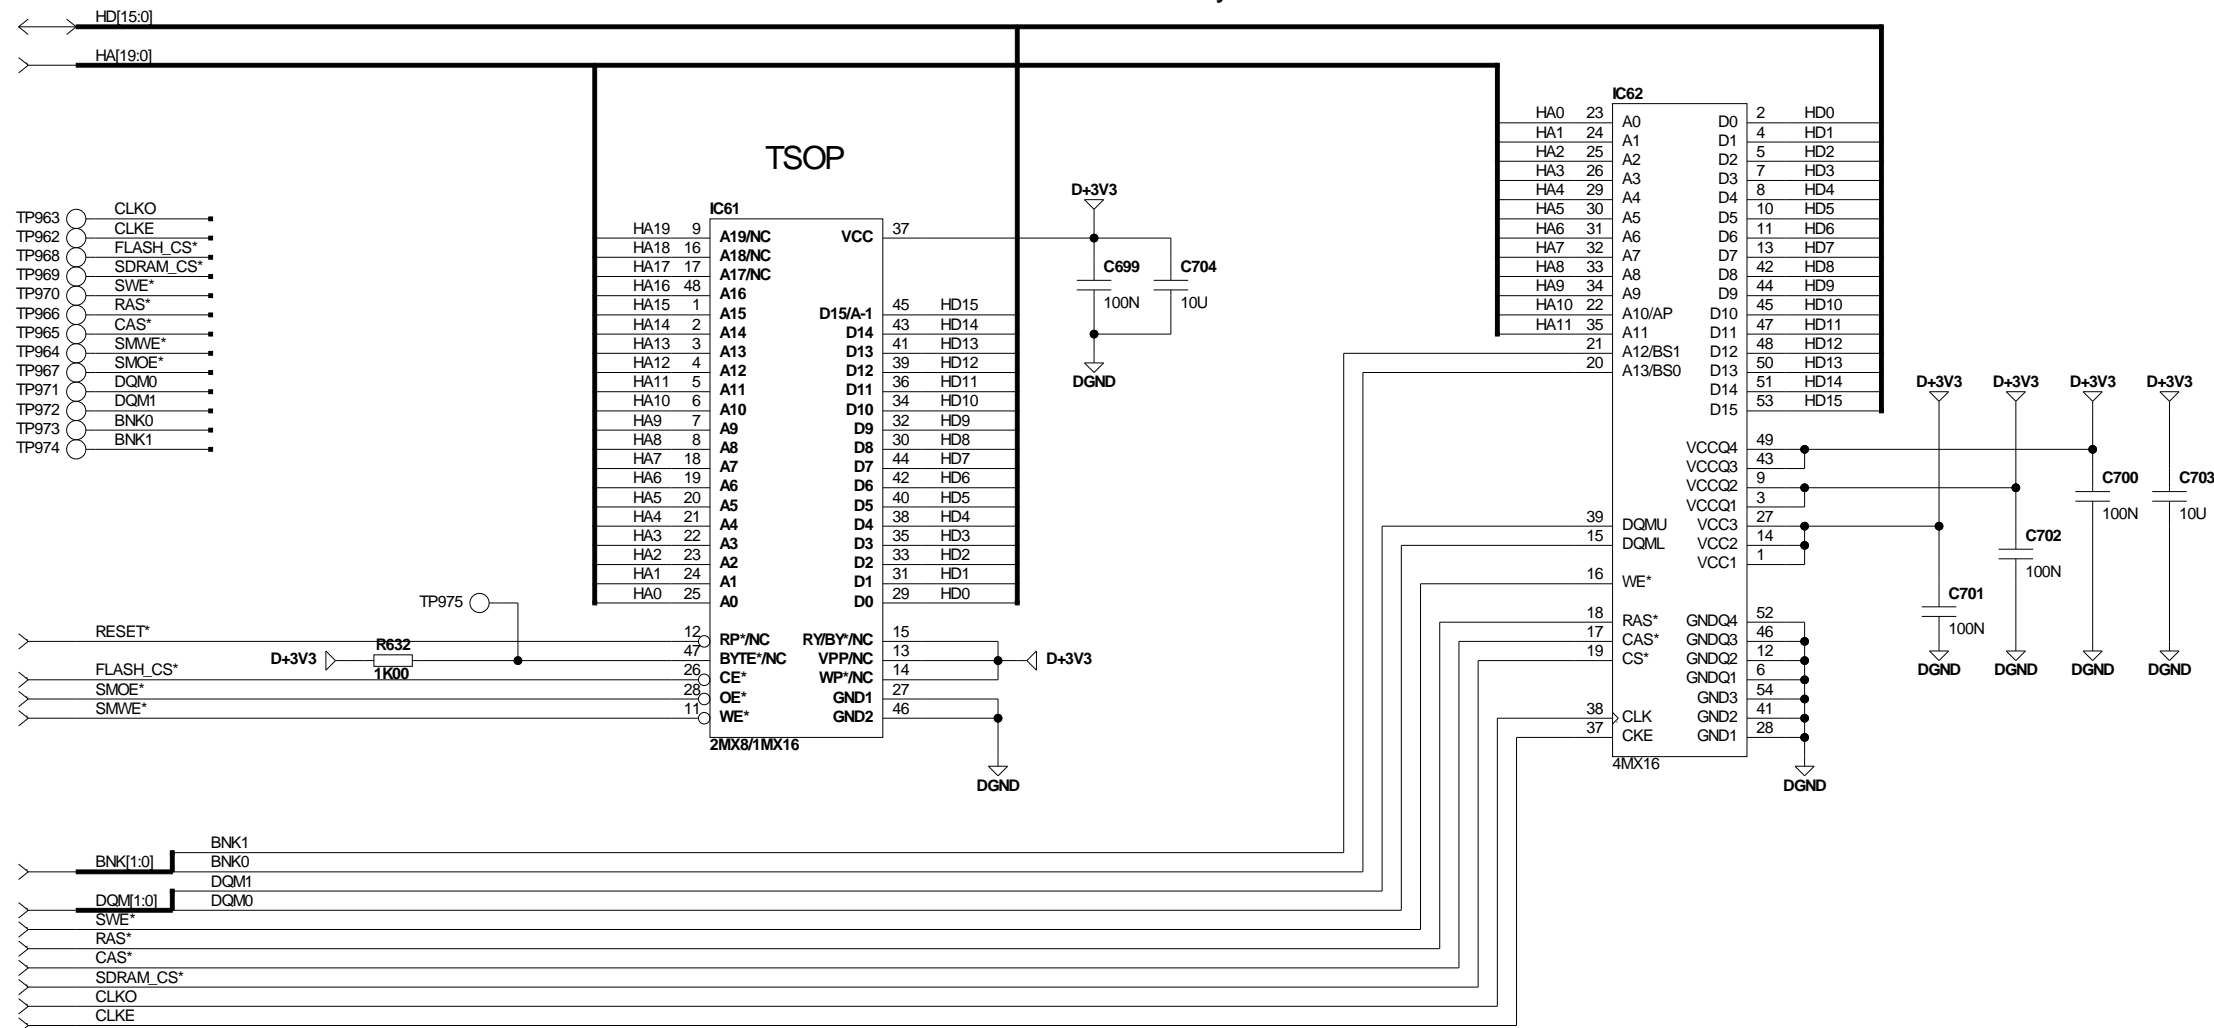 HD[15:0]
HA[19:0]
TSOP
TP963 CLKO
TP962 CLKE
TP968 FLASH_CS*
TP969 SDRAM_CS*
TP970 SWE*
TP966 RAS*
TP965 CAS*
TP964 SMWE*
TP967 SMOE*
TP971 DQM0
TP972 DQM1
TP973 BNK0
TP974 BNK1
IC61
HA19 9 A19/NC VCC 37
HA18 16 A18/NC
HA17 17 A17/NC
HA16 48 A16
HA15 1 A15 D15/A-1 45 HD15
HA14 2 A14 D14 43 HD14
HA13 3 A13 D13 41 HD13
HA12 4 A12 D12 39 HD12
HA11 5 A11 D11 36 HD11
HA10 6 A10 D10 34 HD10
HA9 7 A9 D9 32 HD9
HA8 8 A8 D8 30 HD8
HA7 18 A7 D7 44 HD7
HA6 19 A6 D6 42 HD6
HA5 20 A5 D5 40 HD5
HA4 21 A4 D4 38 HD4
HA3 22 A3 D3 35 HD3
HA2 23 A2 D2 33 HD2
HA1 24 A1 D1 31 HD1
HA0 25 A0 D0 29 HD0
TP975
RESET* 12 RP*/NC RY/BY*/NC 15
D+3V3 R632 1K00 47 BYTE*/NC VPP/NC 13 D+3V3
FLASH_CS* 26 CE* WP*/NC 14
SMOE* 28 OE* GND1 27
SMWE* 11 WE* GND2 46
2MX8/1MX16
DGND
D+3V3
C699 C704
100N 10U
DGND
IC62
HA0 23 A0 D0 2 HD0
HA1 24 A1 D1 4 HD1
HA2 25 A2 D2 5 HD2
HA3 26 A3 D3 7 HD3
HA4 29 A4 D4 8 HD4
HA5 30 A5 D5 10 HD5
HA6 31 A6 D6 11 HD6
HA7 32 A7 D7 13 HD7
HA8 33 A8 D8 42 HD8
HA9 34 A9 D9 44 HD9
HA10 22 A10/AP D10 45 HD10
HA11 35 A11 D11 47 HD11
21 A12/BS1 D12 48 HD12
20 A13/BS0 D13 50 HD13
D14 51 HD14
D15 53 HD15
VCCQ4 49
VCCQ3 43
VCCQ2 9
VCCQ1 3
39 DQMU VCC3 27
15 DQML VCC2 14
VCC1 1
16 WE*
18 RAS* GNDQ4 52
17 CAS* GNDQ3 46
19 CS* GNDQ2 12
GNDQ1 6
GND3 54
38 CLK GND2 41
37 CKE GND1 28
4MX16
DGND
D+3V3 D+3V3 D+3V3 D+3V3
C700 C703
100N 10U
C702
100N
C701
100N
DGND DGND DGND DGND
BNK1
BNK[1:0] BNK0
DQM1
DQM[1:0] DQM0
SWE*
RAS*
CAS*
SDRAM_CS*
CLKO
CLKE